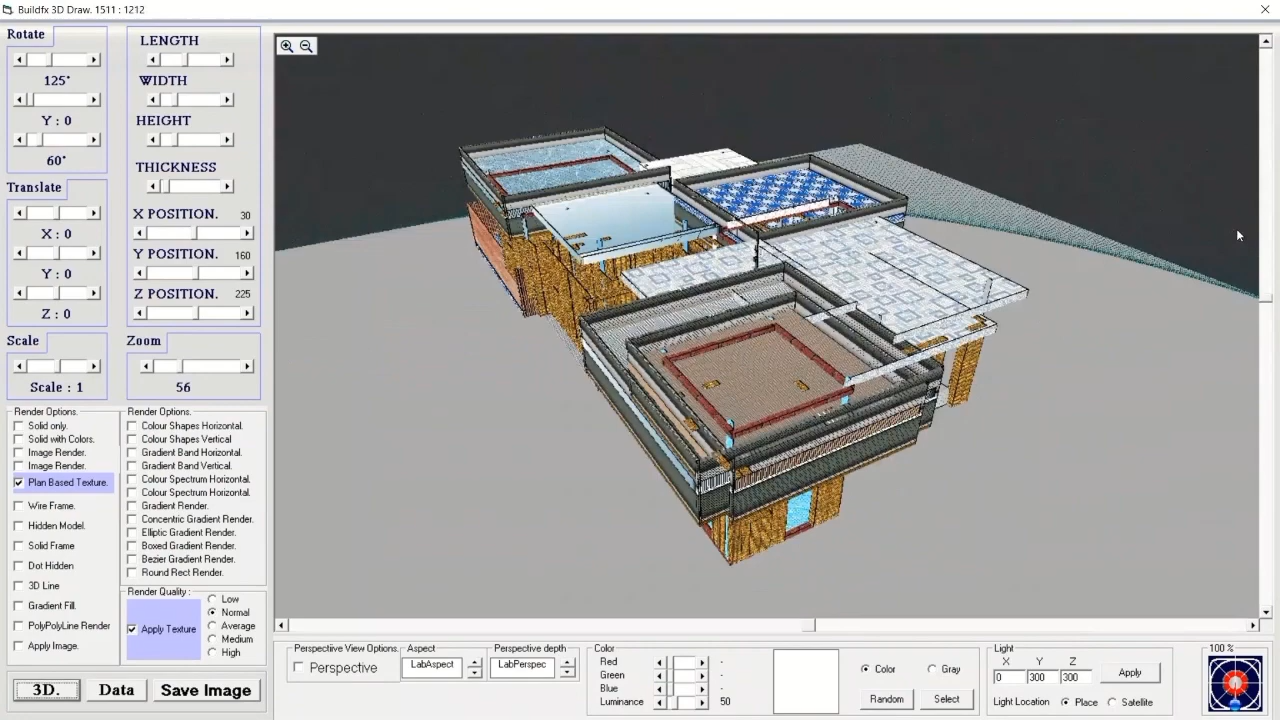 Buildfx 3D Draw. 1511 : 1212
Rotate
125°
Y : 0
60°
Translate
X : 0
Y : 0
Z : 0
Scale
Scale : 1
LENGTH
WIDTH
HEIGHT
THICKNESS
X POSITION. 30
Y POSITION. 160
Z POSITION. 225
Zoom
56
Render Options.
Solid only.
Solid with Colors.
Image Render.
Image Render.
Plan Based Texture.
Wire Frame.
Hidden Model.
Solid Frame
Dot Hidden
3D Line
Gradient Fill.
PolyPolyLine Render
Apply Image.
Render Options.
Colour Shapes Horizontal.
Colour Shapes Vertical
Gradient Band Horizontal.
Gradient Band Vertical.
Colour Spectrum Horizontal.
Colour Spectrum Horizontal.
Gradient Render.
Concentric Gradient Render.
Elliptic Gradient Render.
Boxed Gradient Render.
Bezier Gradient Render.
Round Rect Render.
Render Quality :
Apply Texture
Low
Normal
Average
Medium
High
3D.
Data
Save Image
Perspective View Options.
Perspective
Aspect
LabAspect
Perspective depth
LabPerspec
Color
Red -
Green -
Blue -
Luminance 50
Color
Gray
Random
Select
Light
X Y Z
0 300 300
Apply
Light Location
Place
Satellite
100 %